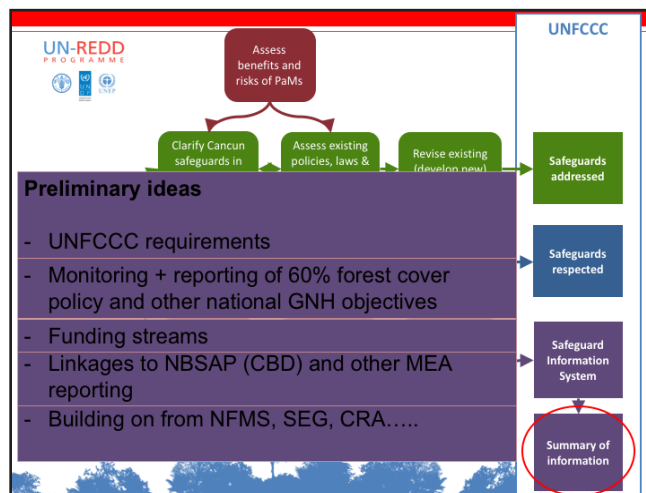 UNFCCC
UN-REDD
PROGRAMME
UNEP
Assess
benefits and
risks of PaMs
Clarify Cancun
safeguards in
Assess existing
policies, laws &
Revise existing
(develop new)
Safeguards
addressed
Preliminary ideas
- UNFCCC requirements
- Monitoring + reporting of 60% forest cover
policy and other national GNH objectives
- Funding streams
- Linkages to NBSAP (CBD) and other MEA
reporting
- Building on from NFMS, SEG, CRA…..
Safeguards
respected
Safeguard
Information
System
Summary of
information